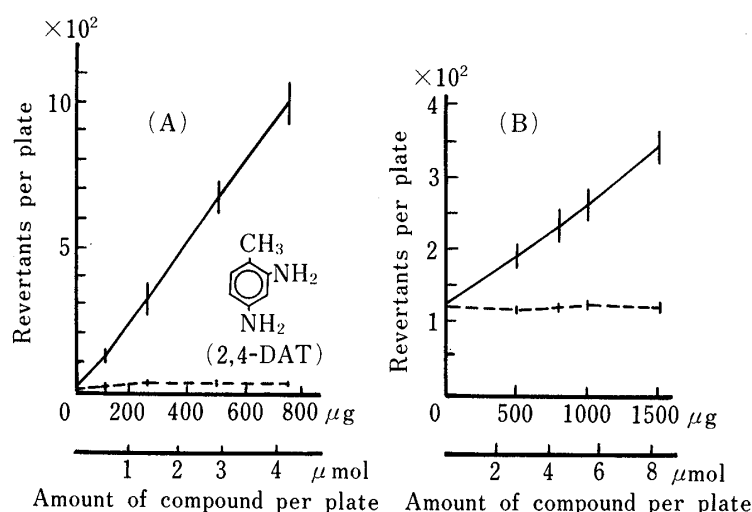 ×10²
10
5
Revertants per plate
(A)
CH₃
NH₂
NH₂
(2,4-DAT)
0 200 400 600 800 μg
1 2 3 4 μmol
Amount of compound per plate
×10²
4
3
2
1
Revertants per plate
(B)
0 500 1000 1500 μg
2 4 6 8 μmol
Amount of compound per plate